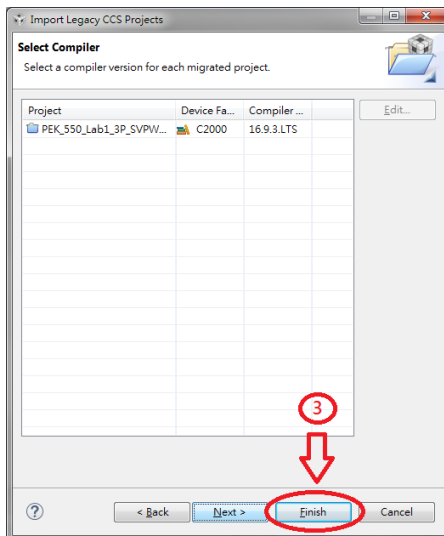 Import Legacy CCS Projects
Select Compiler
Select a compiler version for each migrated project.
Project Device Fa... Compiler ...
PEK_550_Lab1_3P_SVPW... C2000 16.9.3.LTS
Edit...
3
? < Back Next > Finish Cancel